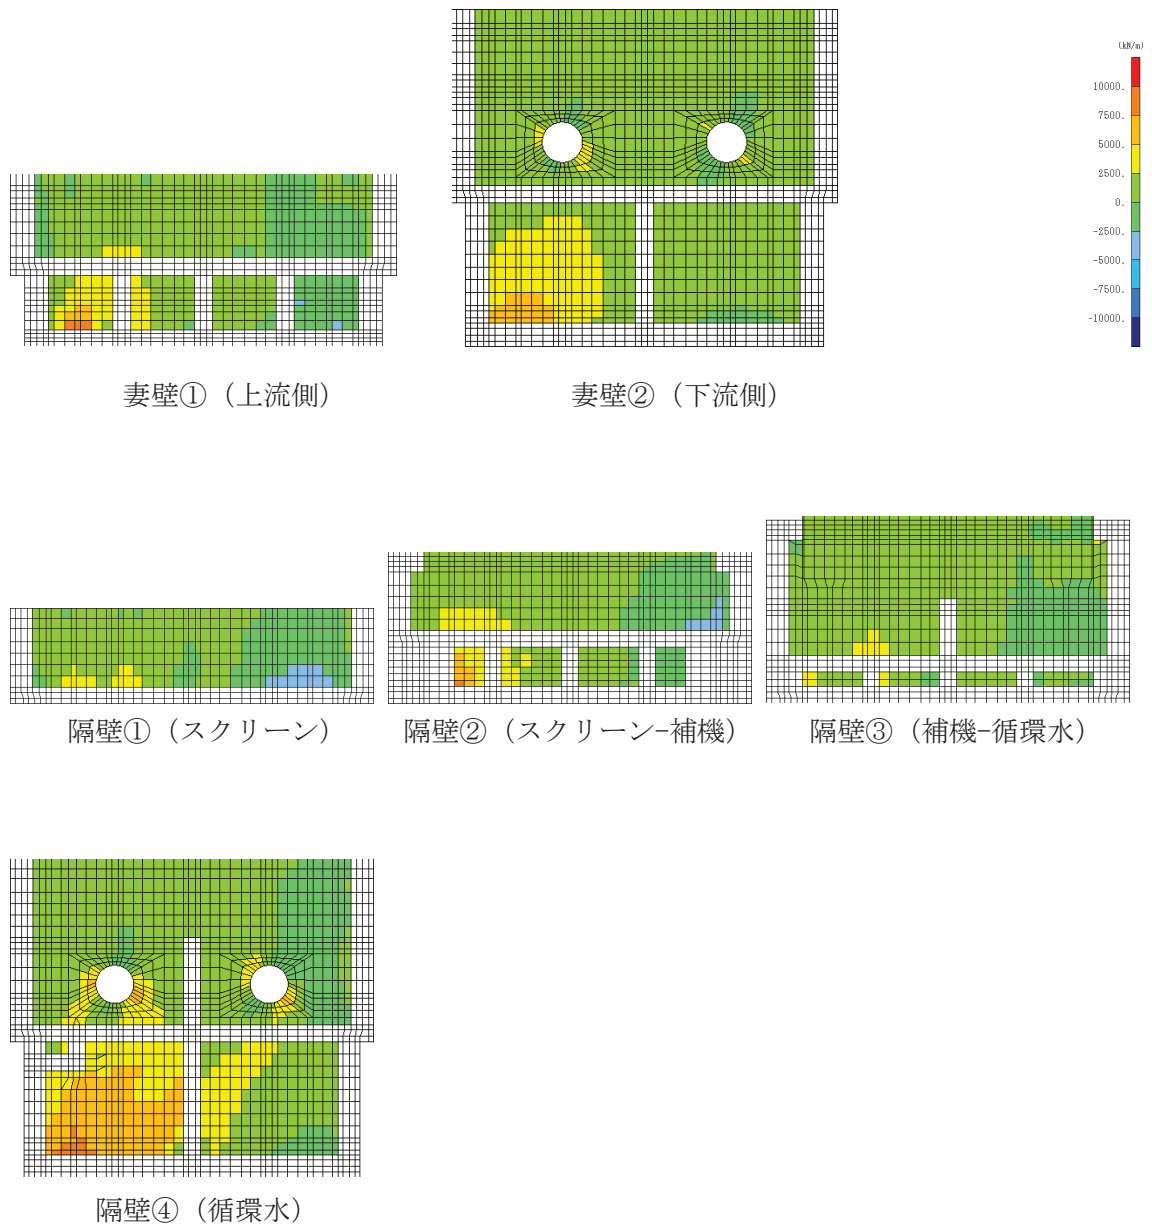 (kN/m)
10000.
7500.
5000.
2500.
0.
-2500.
-5000.
-7500.
-10000.
妻壁①（上流側）
妻壁②（下流側）
隔壁①（スクリーン）
隔壁②（スクリーン-補機）
隔壁③（補機-循環水）
隔壁④（循環水）